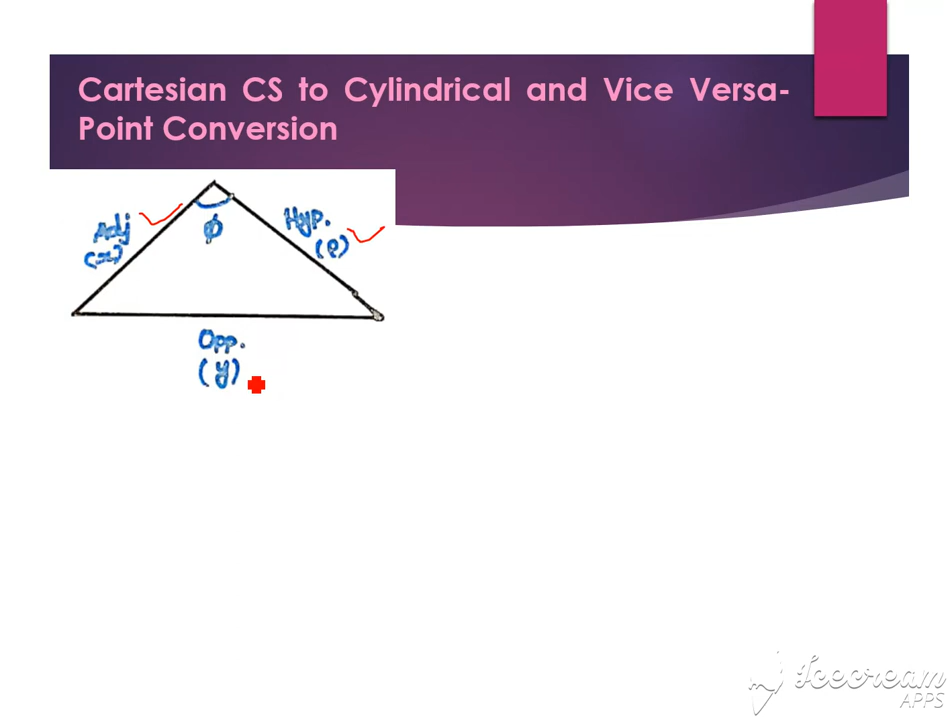 Cartesian CS to Cylindrical and Vice Versa-
Point Conversion
Adj
(x)
ϕ
Hyp.
(ρ)
Opp.
(y)
Icecream
APPS